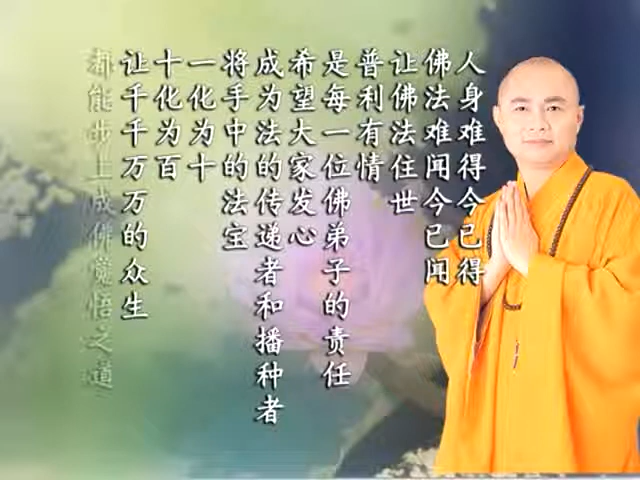 人身难得今已得
佛法难闻今已闻
让佛法住世
普利有情
是每一位佛弟子的责任
希望大家发心
成为法的传递者和播种者
将手中的法宝
一化为十
十化为百
让千千万万的众生
都能步上成佛觉悟之道